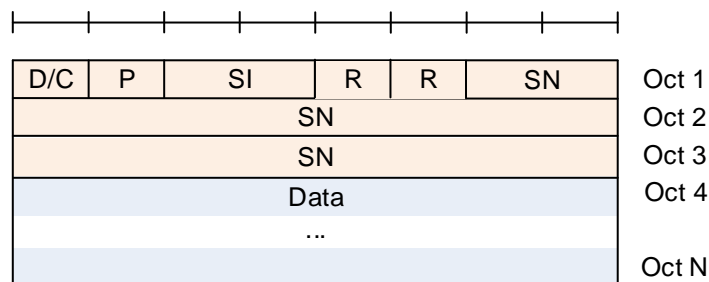 D/C P SI R R SN Oct 1
SN Oct 2
SN Oct 3
Data Oct 4
...
Oct N